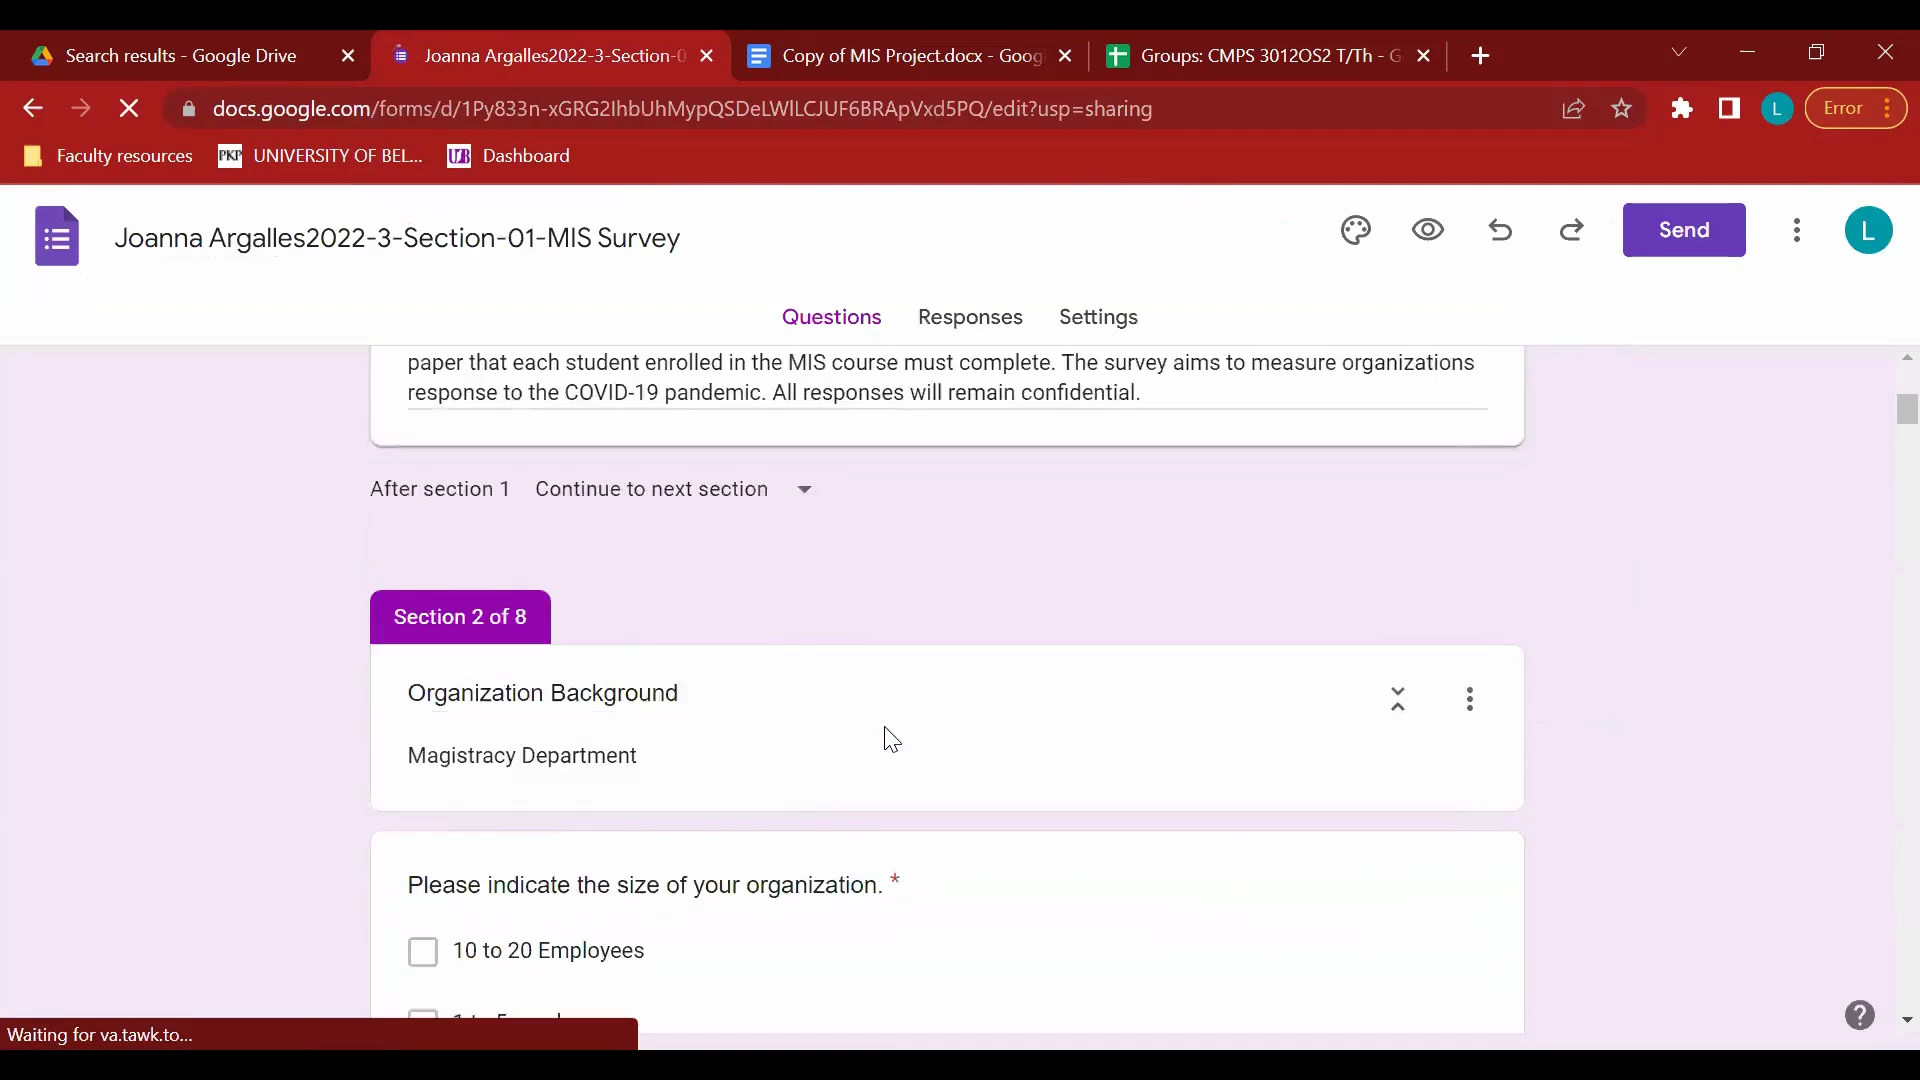 Search results - Google Drive
Joanna Argalles2022-3-Section-0
Copy of MIS Project.docx - Goog
Groups: CMPS 3012OS2 T/Th - G
docs.google.com/forms/d/1Py833n-xGRG2IhbUhMypQSDeLWlLCJUF6BRApVxd5PQ/edit?usp=sharing
L
Error
Faculty resources
PKP
UNIVERSITY OF BEL...
UB
Dashboard
Joanna Argalles2022-3-Section-01-MIS Survey
Send
L
Questions
Responses
Settings
paper that each student enrolled in the MIS course must complete. The survey aims to measure organizations
response to the COVID-19 pandemic. All responses will remain confidential.
After section 1 Continue to next section
Section 2 of 8
Organization Background
Magistracy Department
Please indicate the size of your organization. *
10 to 20 Employees
Waiting for va.tawk.to...